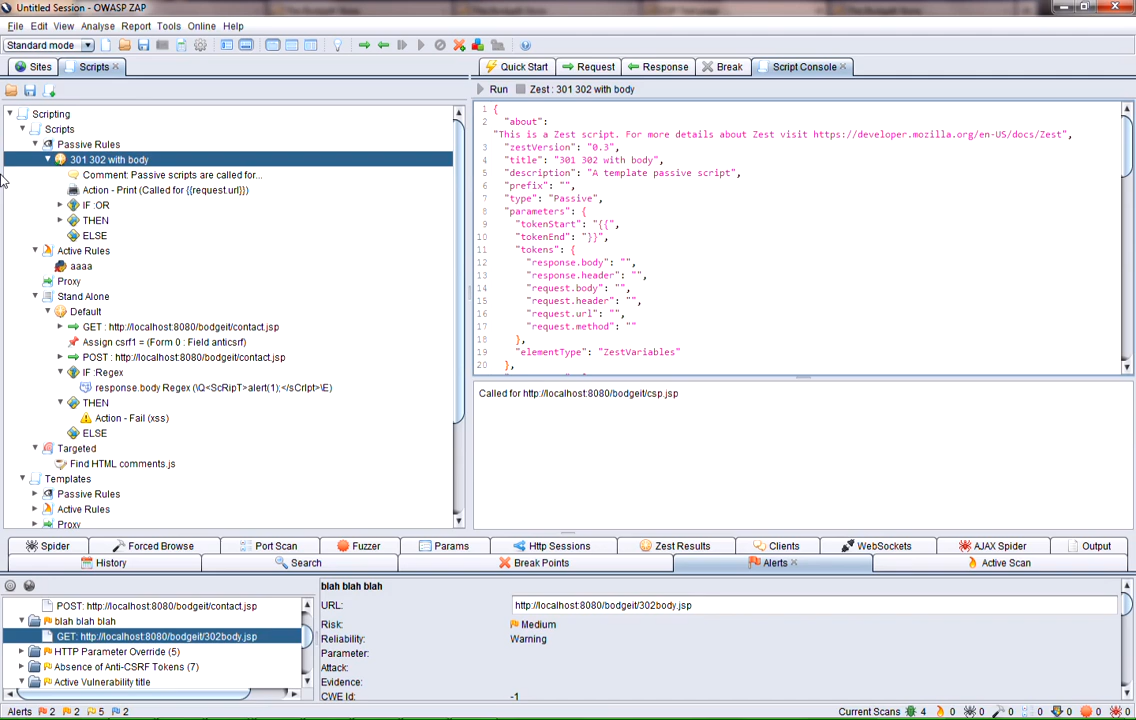 Untitled Session - OWASP ZAP
File Edit View Analyse Report Tools Online Help
Standard mode
Sites Scripts
Quick Start Request Response Break Script Console
Run Zest : 301 302 with body
Scripting
Scripts
Passive Rules
301 302 with body
Comment: Passive scripts are called for...
Action - Print (Called for {{request.url}})
IF :OR
THEN
ELSE
Active Rules
aaaa
Proxy
Stand Alone
Default
GET : http://localhost:8080/bodgeit/contact.jsp
Assign csrf1 = (Form 0 : Field anticsrf)
POST : http://localhost:8080/bodgeit/contact.jsp
IF :Regex
response.body Regex (\Q<ScRiPT>alert(1);</sCrIpt>\E)
THEN
Action - Fail (xss)
ELSE
Targeted
Find HTML comments.js
Templates
Passive Rules
Active Rules
Proxy
1 {
2 "about":
"This is a Zest script. For more details about Zest visit https://developer.mozilla.org/en-US/docs/Zest",
3 "zestVersion": "0.3",
4 "title": "301 302 with body",
5 "description": "A template passive script",
6 "prefix": "",
7 "type": "Passive",
8 "parameters": {
9 "tokenStart": "{{",
10 "tokenEnd": "}}",
11 "tokens": {
12 "response.body": "",
13 "response.header": "",
14 "request.body": "",
15 "request.header": "",
16 "request.url": "",
17 "request.method": ""
18 },
19 "elementType": "ZestVariables"
20 },
Called for http://localhost:8080/bodgeit/csp.jsp
Spider Forced Browse Port Scan Fuzzer Params Http Sessions Zest Results Clients WebSockets AJAX Spider Output
History Search Break Points Alerts Active Scan
POST: http://localhost:8080/bodgeit/contact.jsp
blah blah blah
GET: http://localhost:8080/bodgeit/302body.jsp
HTTP Parameter Override (5)
Absence of Anti-CSRF Tokens (7)
Active Vulnerability title
blah blah blah
URL: http://localhost:8080/bodgeit/302body.jsp
Risk: Medium
Reliability: Warning
Parameter:
Attack:
Evidence:
CWE Id: -1
Alerts 2 2 5 2
Current Scans 4 0 0 0 0 0 0 0